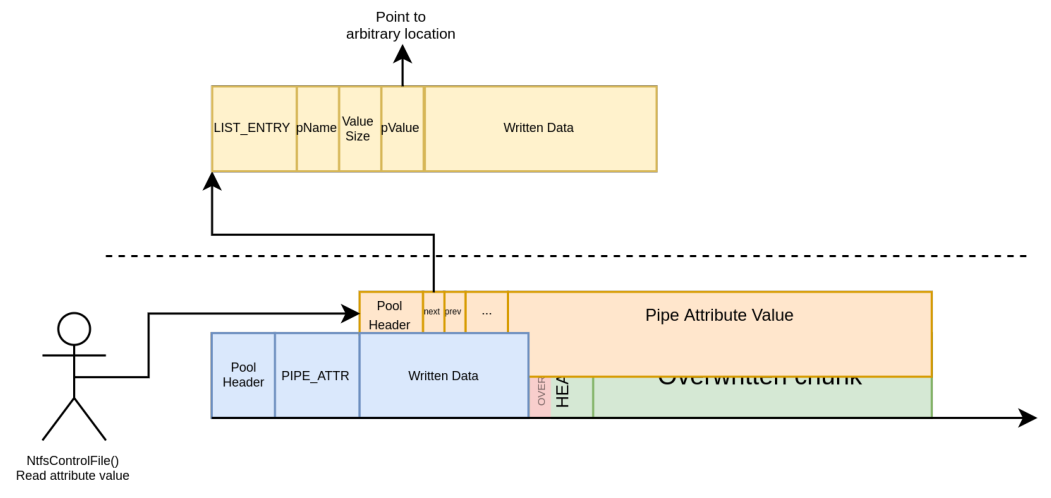 Point to
arbitrary location
LIST_ENTRY
pName
Value
Size
pValue
Written Data
Pool
Header
next
prev
...
Pipe Attribute Value
Pool
Header
PIPE_ATTR
Written Data
OVER
HEA
Overwritten chunk
NtfsControlFile()
Read attribute value